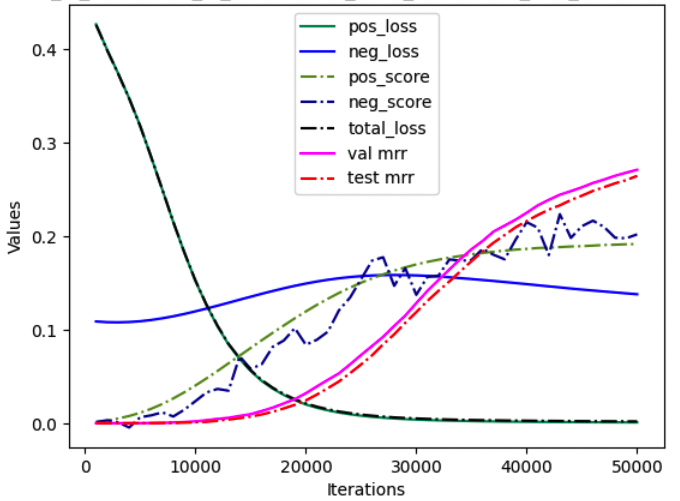 pos_loss
neg_loss
pos_score
neg_score
total_loss
val mrr
test mrr
Values
0.4
0.3
0.2
0.1
0.0
0 10000 20000 30000 40000 50000
Iterations